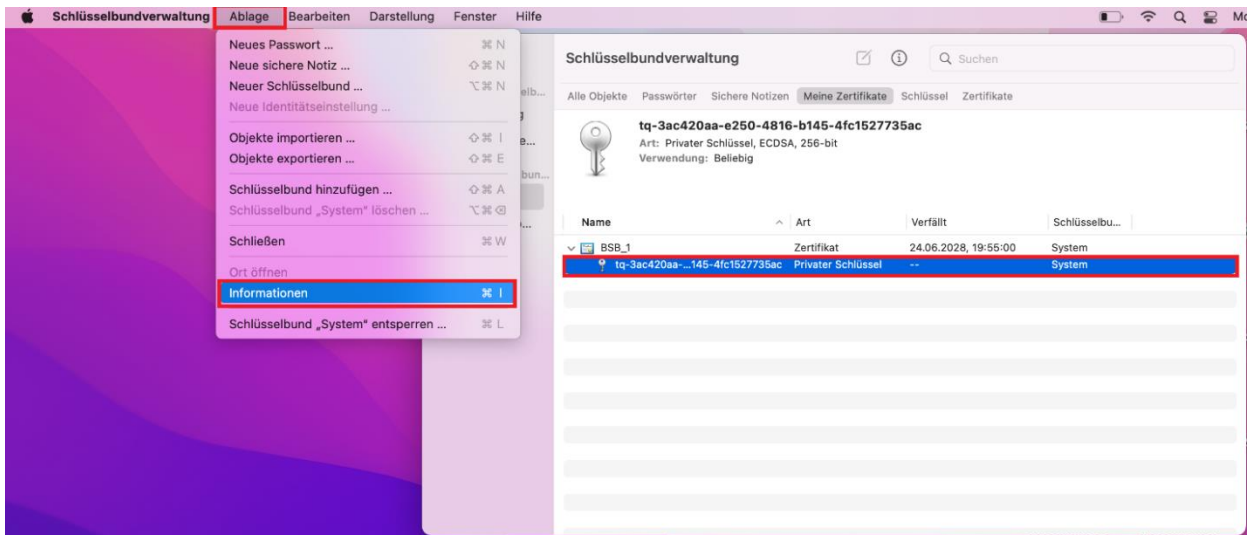 Schlüsselbundverwaltung Ablage Bearbeiten Darstellung Fenster Hilfe
Neues Passwort ... ⌘ N
Neue sichere Notiz ... ⇧ ⌘ N
Neuer Schlüsselbund ... ⌥ ⌘ N
Neue Identitätseinstellung ...
Objekte importieren ... ⇧ ⌘ I
Objekte exportieren ... ⇧ ⌘ E
Schlüsselbund hinzufügen ... ⇧ ⌘ A
Schlüsselbund „System“ löschen ... ⌥ ⌘ ⌫
Schließen ⌘ W
Ort öffnen
Informationen ⌘ I
Schlüsselbund „System“ entsperren ... ⌘ L
Schlüsselbundverwaltung
Suchen
Alle Objekte Passwörter Sichere Notizen Meine Zertifikate Schlüssel Zertifikate
tq-3ac420aa-e250-4816-b145-4fc1527735ac
Art: Privater Schlüssel, ECDSA, 256-bit
Verwendung: Beliebig
Name Art Verfällt Schlüsselbu...
BSB_1 Zertifikat 24.06.2028, 19:55:00 System
tq-3ac420aa-...145-4fc1527735ac Privater Schlüssel -- System